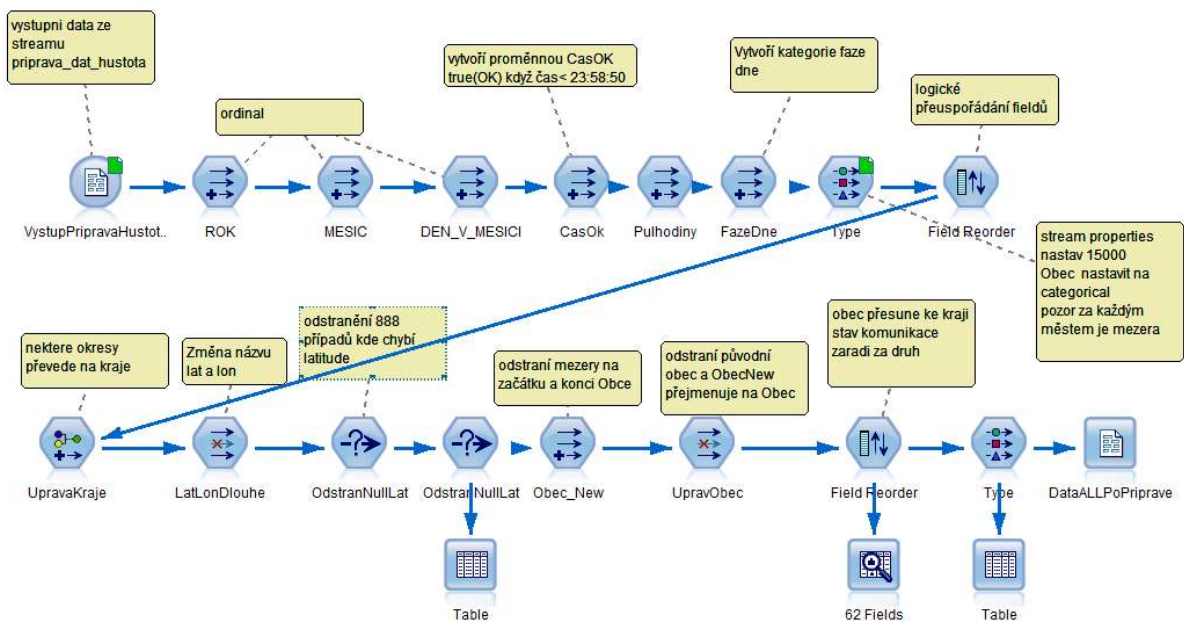 vystupni data ze
streamu
priprava_dat_hustota
ordinal
vytvoří proměnnou CasOK
true(OK) když čas< 23:58:50
Vytvoří kategorie faze
dne
logické
přeuspořádání fieldů
VystupPripravaHustot..
ROK
MESIC
DEN_V_MESICI
CasOk
Pulhodiny
FazeDne
Type
Field Reorder
stream properties
nastav 15000
Obec nastavit na
categorical
pozor za každým
městem je mezera
nektere okresy
převede na kraje
Změna názvu
lat a lon
odstranění 888
případů kde chybí
latitude
odstraní mezery na
začátku a konci Obce
odstraní původní
obec a ObecNew
přejmenuje na Obec
obec přesune ke kraji
stav komunikace
zaradi za druh
UpravaKraje
LatLonDlouhe
OdstranNullLat
OdstranNullLat
Obec_New
UpravObec
Field Reorder
Type
DataALLPoPriprave
Table
62 Fields
Table